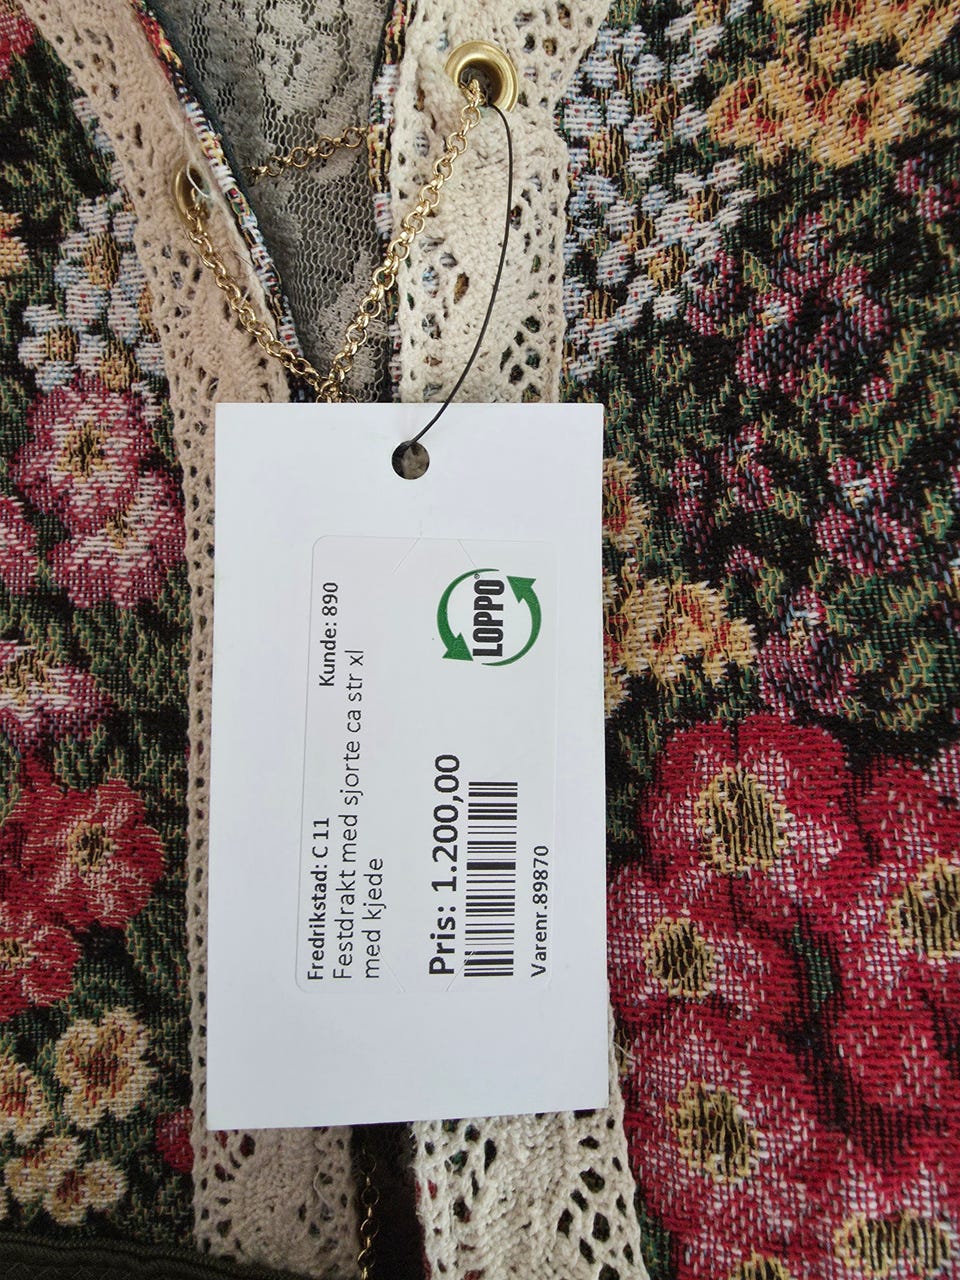 Fredrikstad: C 11 Kunde: 890
Festdrakt med sjorte ca str xl
med kjede
LOPPO®
Pris: 1.200,00
Varenr.89870